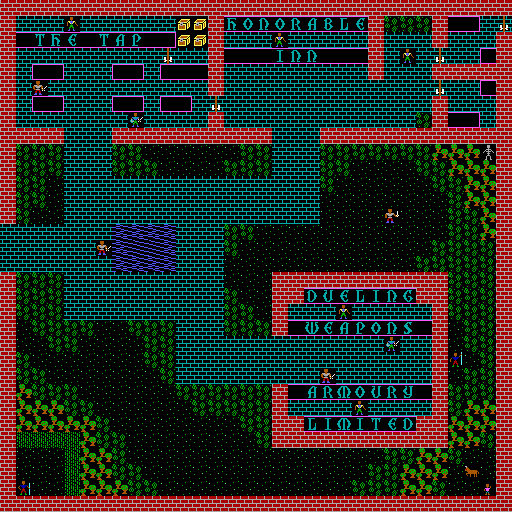 HONORABLE
THE TAP
INN
DUELING
WEAPONS
ARMOURY
LIMITED